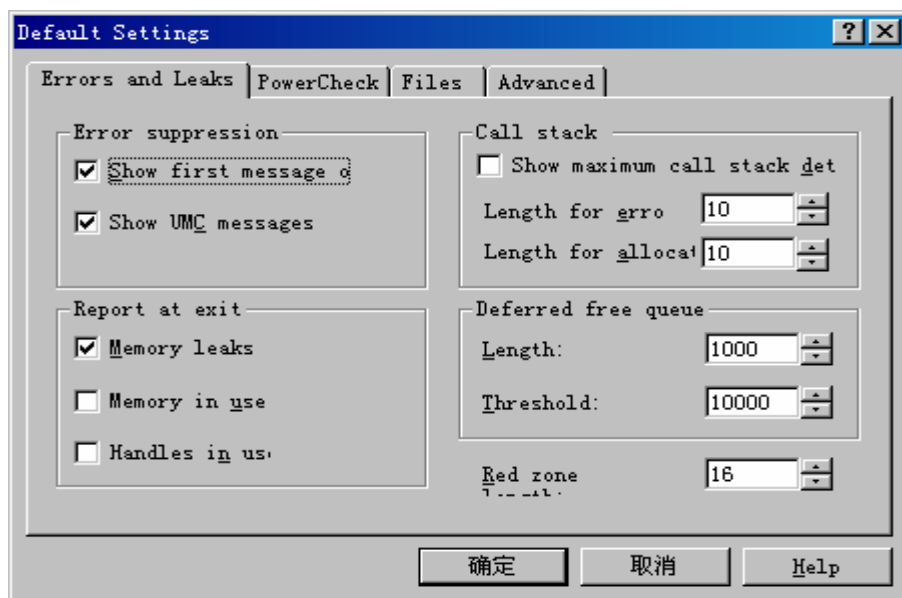 Default Settings
Errors and Leaks PowerCheck Files Advanced
Error suppression
Show first message
Show UMC messages
Report at exit
Memory leaks
Memory in use
Handles in
Call stack
Show maximum call stack det
Length for erro 10
Length for allocat 10
Deferred free queue
Length: 1000
Threshold: 10000
Red zone 16
确定 取消 Help